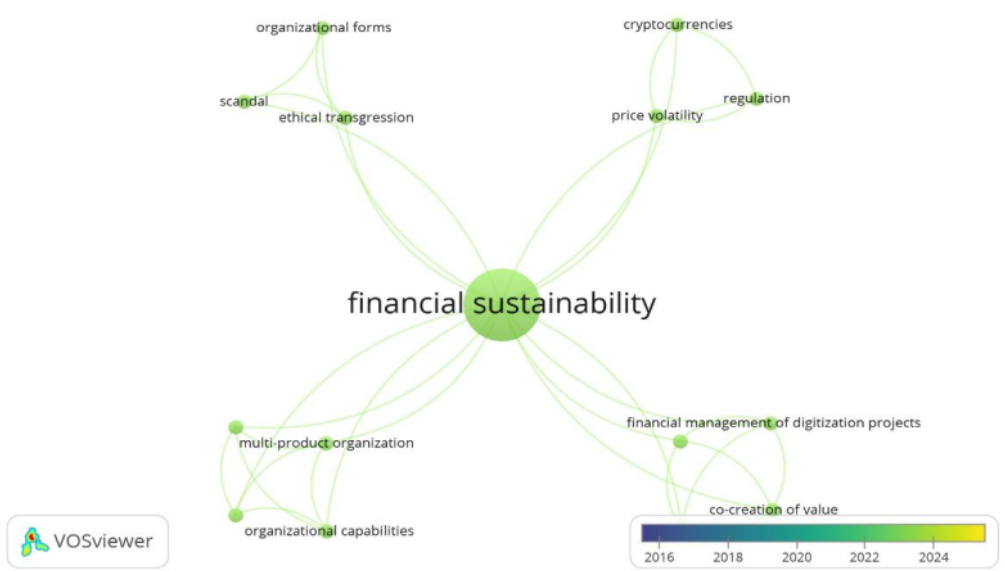 organizational forms
cryptocurrencies
scandal
regulation
ethical transgression
price volatility
financial sustainability
financial management of digitization projects
multi-product organization
co-creation of value
organizational capabilities
VOSviewer
2016 2018 2020 2022 2024